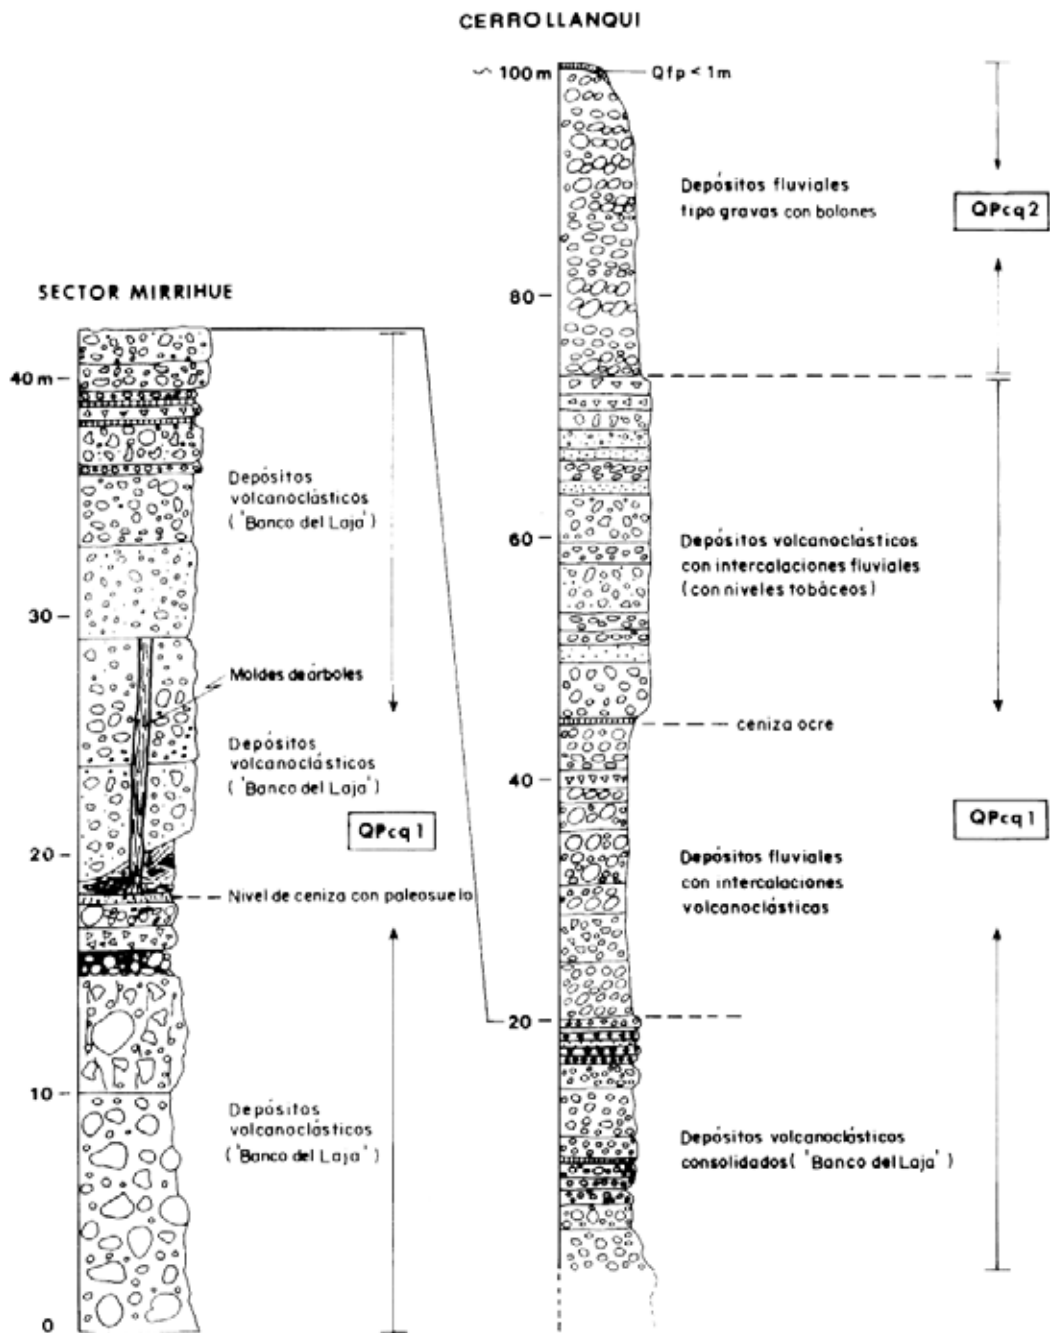 CERRO LLANQUI
~ 100 m
Qfp < 1m
Depósitos fluviales
tipo gravas con bolones
QPcq2
80
60
Depósitos volcanoclásticos
con intercalaciones fluviales
(con niveles tobáceos)
ceniza ocre
40
QPcq1
Depósitos fluviales
con intercalaciones
volcanoclásticas
20
Depósitos volcanoclásticos
consolidados ('Banco del Laja')
SECTOR MIRRIHUE
40 m
Depósitos
volcanoclásticos
('Banco del Laja')
30
Moldes de árboles
Depósitos
volcanoclásticos
('Banco del Laja')
QPcq1
20
Nivel de ceniza con paleosuelo
10
Depósitos
volcanoclásticos
('Banco del Laja')
0